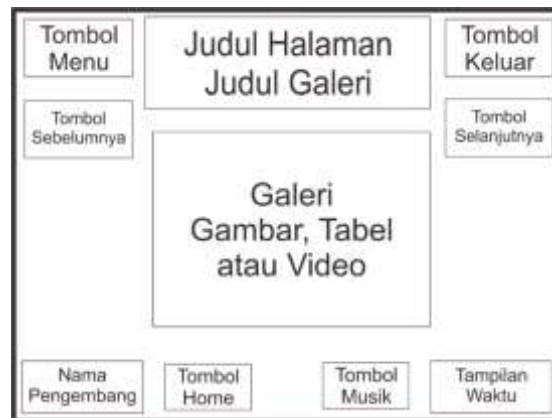 Tombol
Menu
Judul Halaman
Judul Galeri
Tombol
Keluar
Tombol
Sebelumnya
Tombol
Selanjutnya
Galeri
Gambar, Tabel
atau Video
Nama
Pengembang
Tombol
Home
Tombol
Musik
Tampilan
Waktu